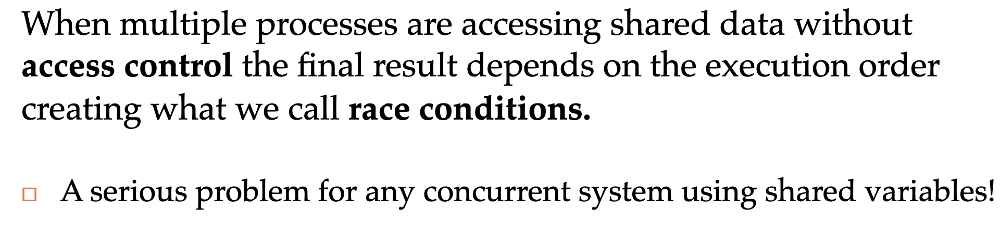 When multiple processes are accessing shared data without
access control the final result depends on the execution order
creating what we call race conditions.
A serious problem for any concurrent system using shared variables!